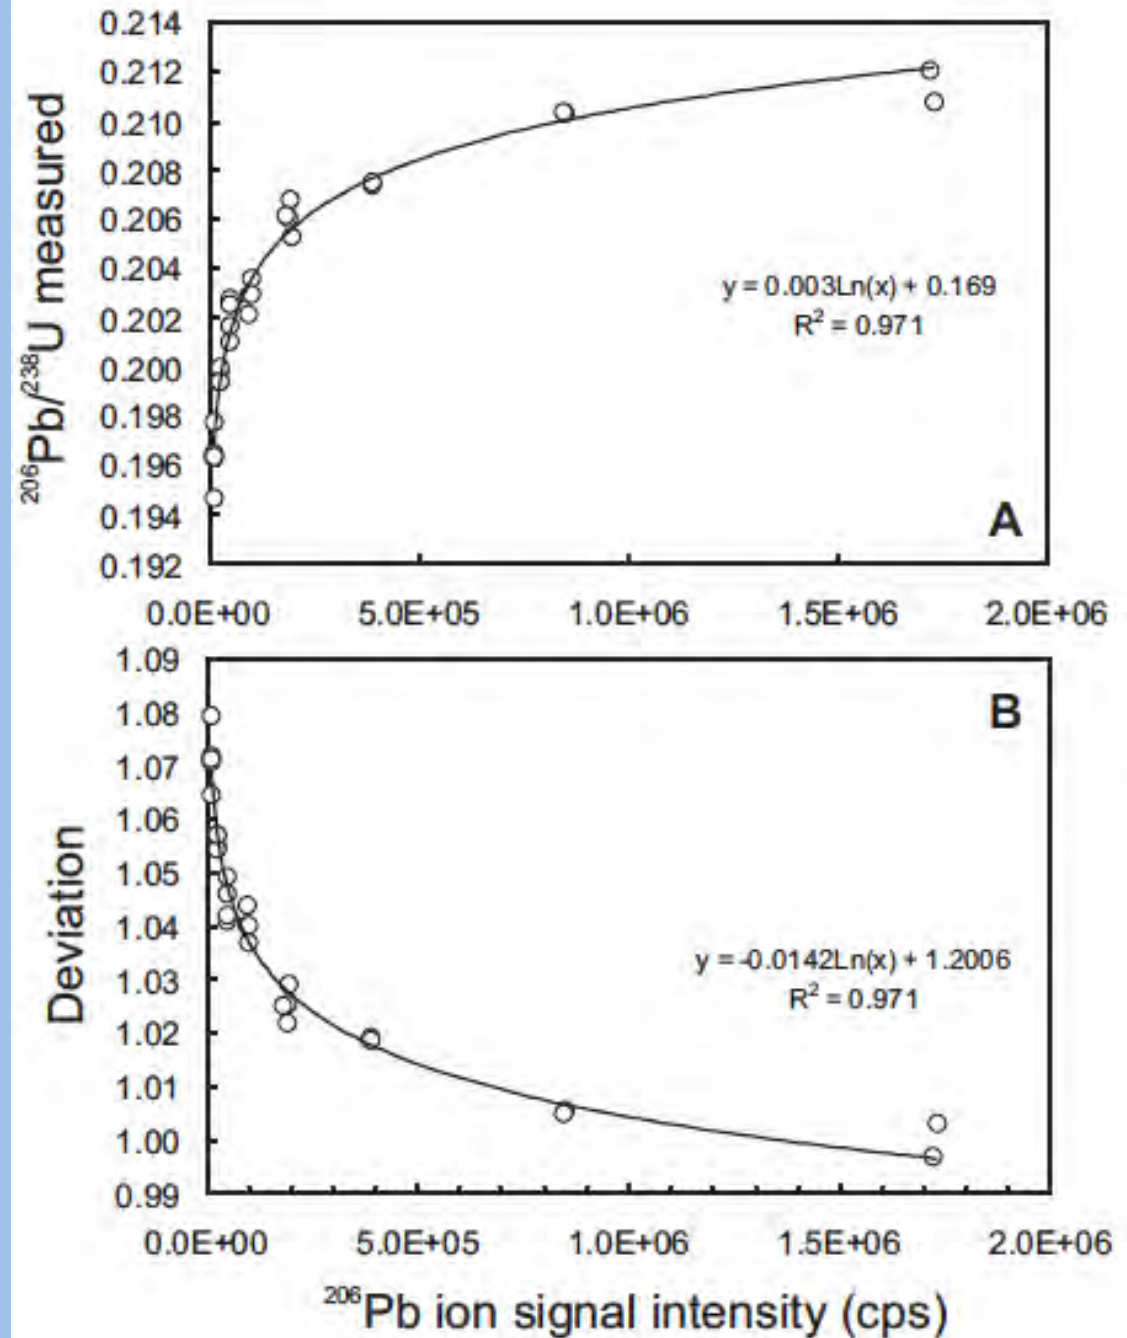 0.214
0.212
0.210
0.208
0.206
0.204
0.202
0.200
0.198
0.196
0.194
0.192
²⁰⁶Pb/²³⁸U measured
y = 0.003Ln(x) + 0.169
R² = 0.971
A
0.0E+00 5.0E+05 1.0E+06 1.5E+06 2.0E+06
1.09
1.08
1.07
1.06
1.05
1.04
1.03
1.02
1.01
1.00
0.99
Deviation
B
y = -0.0142Ln(x) + 1.2006
R² = 0.971
0.0E+00 5.0E+05 1.0E+06 1.5E+06 2.0E+06
²⁰⁶Pb ion signal intensity (cps)